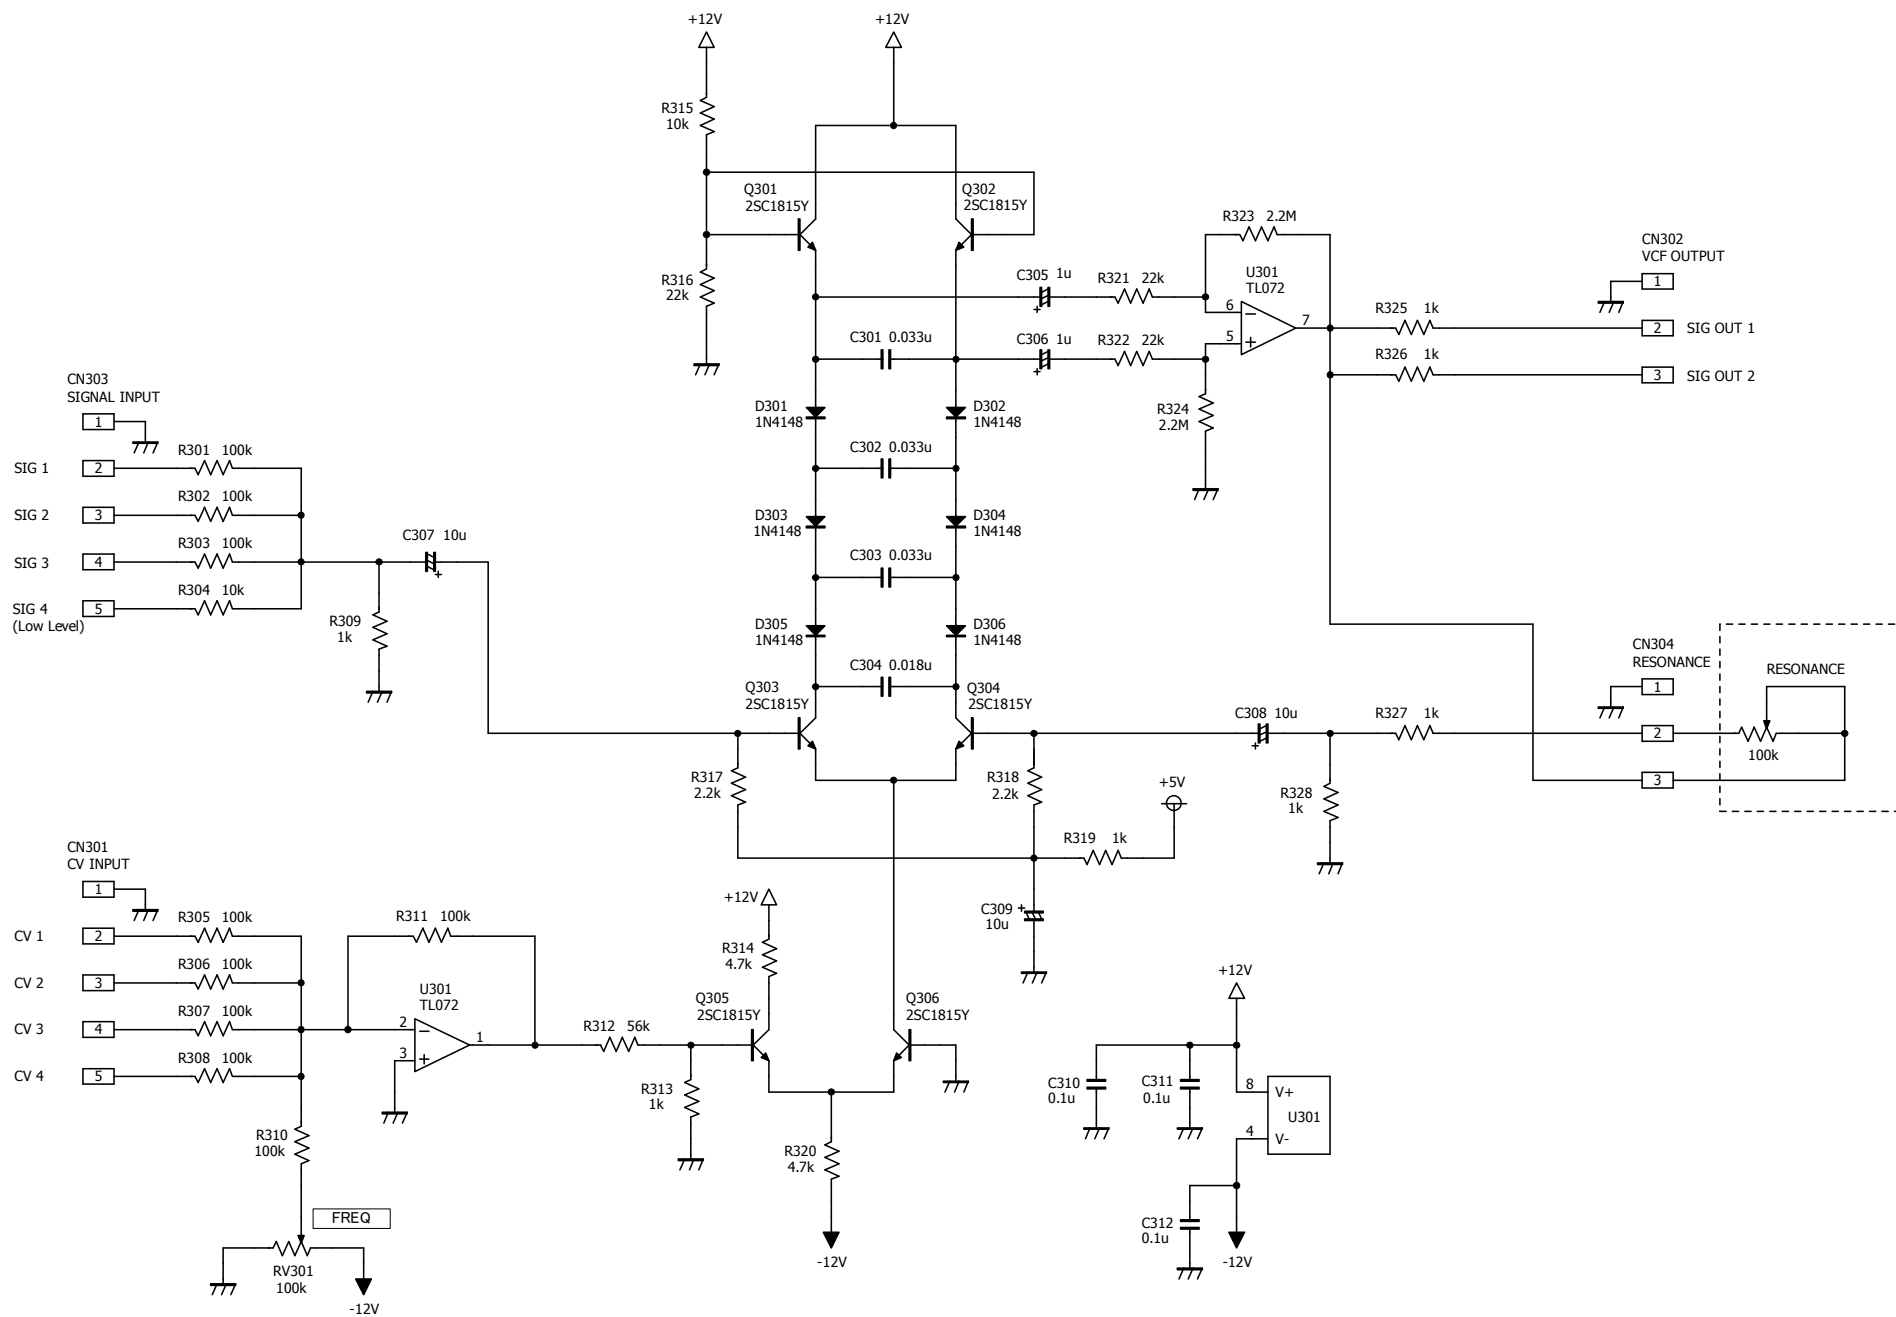 +12V
+12V
R315
10k
Q301
2SC1815Y
Q302
2SC1815Y
R316
22k
R323 2.2M
C305 1u
R321 22k
U301
TL072
6
5
7
CN302
VCF OUTPUT
1
R325 1k
2 SIG OUT 1
C301 0.033u
C306 1u
R322 22k
R326 1k
3 SIG OUT 2
CN303
SIGNAL INPUT
1
D301
1N4148
D302
1N4148
R324
2.2M
SIG 1 2
R301 100k
C302 0.033u
SIG 2 3
R302 100k
D303
1N4148
D304
1N4148
SIG 3 4
R303 100k
C307 10u
+
C303 0.033u
SIG 4 5
(Low Level)
R304 10k
R309
1k
D305
1N4148
D306
1N4148
C304 0.018u
CN304
RESONANCE
1
RESONANCE
Q303
2SC1815Y
Q304
2SC1815Y
C308 10u
+
R327 1k
2
100k
3
R317
2.2k
R318
2.2k
+5V
R328
1k
R319 1k
CN301
CV INPUT
1
+12V
C309 +
10u
CV 1 2
R305 100k
R311 100k
R314
4.7k
CV 2 3
R306 100k
U301
TL072
+12V
CV 3 4
R307 100k
2
3
1
R312 56k
Q305
2SC1815Y
Q306
2SC1815Y
CV 4 5
R308 100k
R313
1k
C310
0.1u
C311
0.1u
8 V+
U301
4 V-
R310
100k
R320
4.7k
FREQ
C312
0.1u
RV301
100k
-12V
-12V
-12V